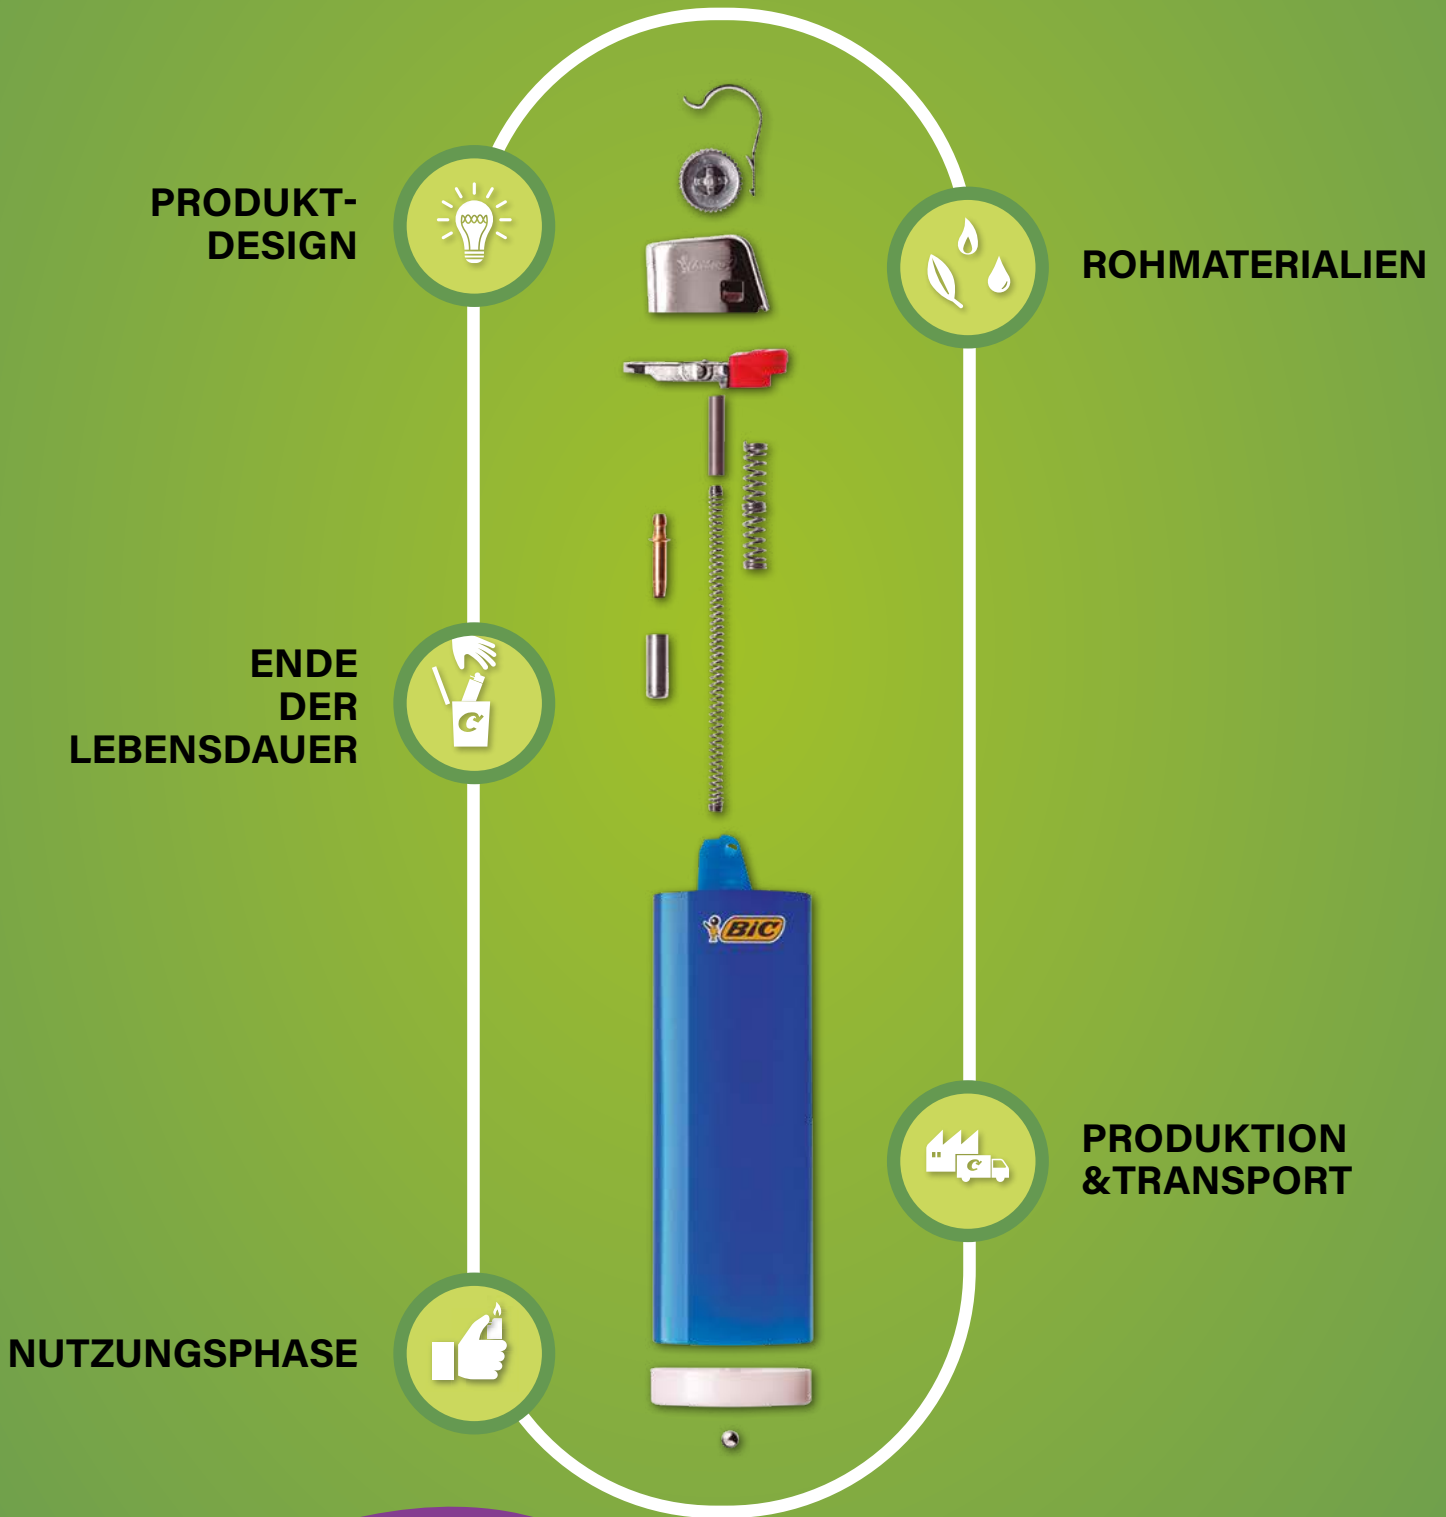 PRODUKT-
DESIGN
ROHMATERIALIEN
ENDE
DER
LEBENSDAUER
BiC
PRODUKTION
&TRANSPORT
NUTZUNGSPHASE